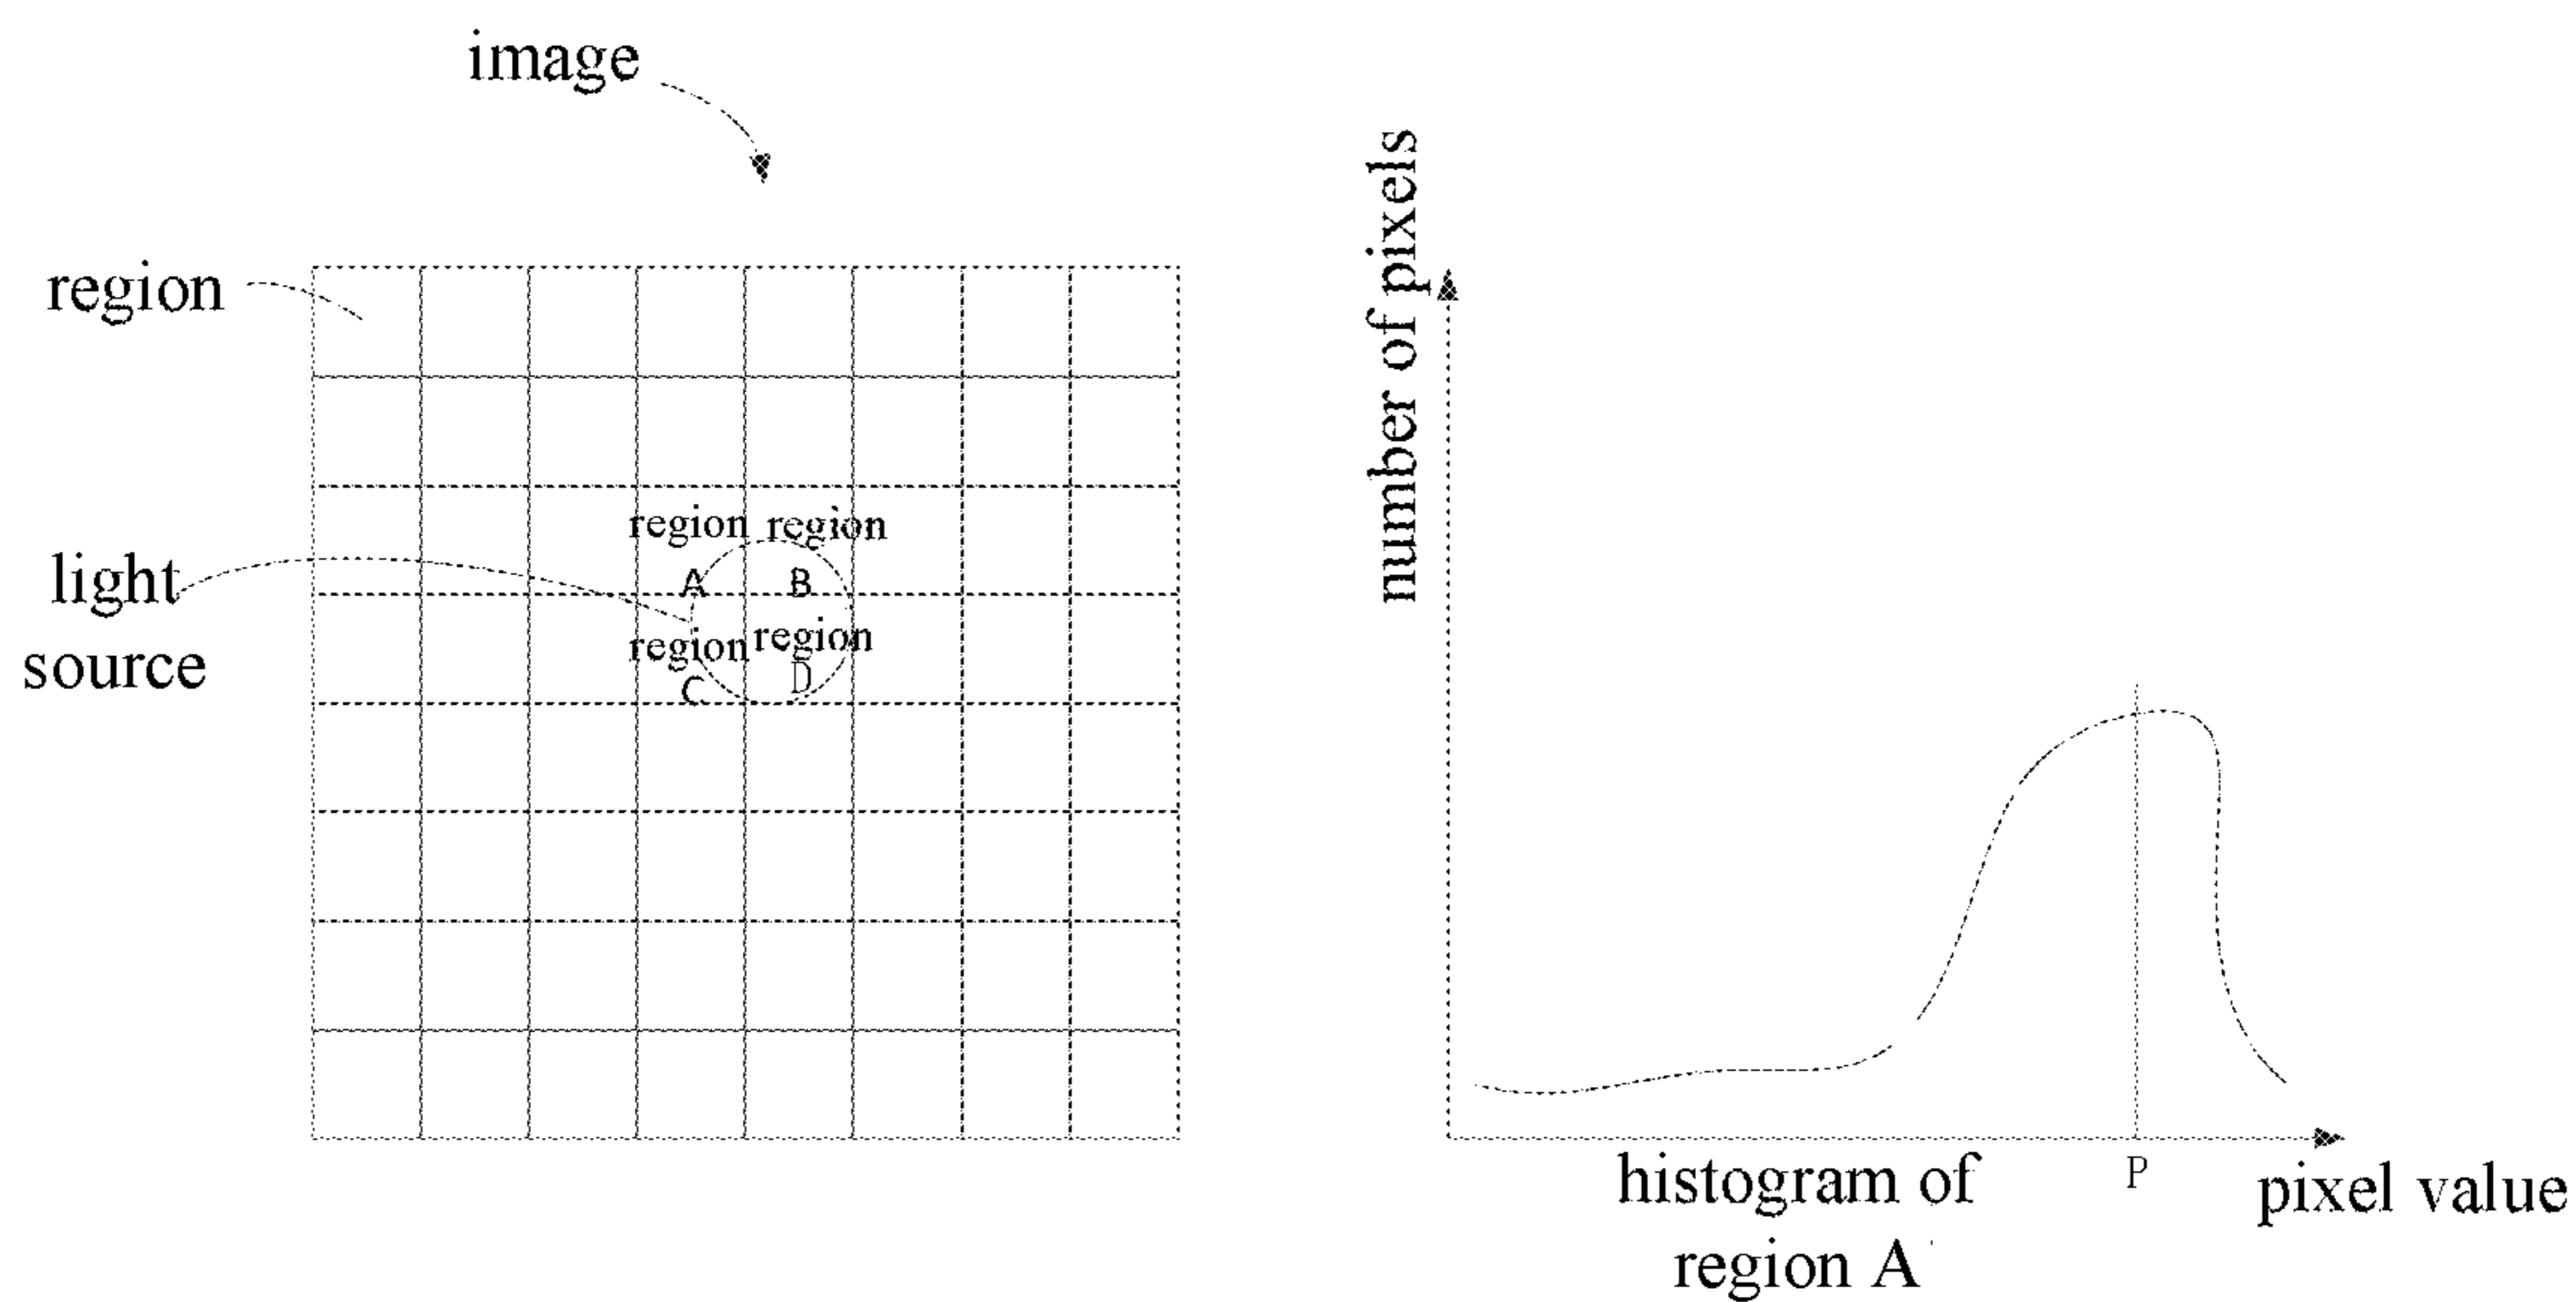 image
region
light
source
region region
A B
region region
C D
number of pixels
P
histogram of
region A
pixel value